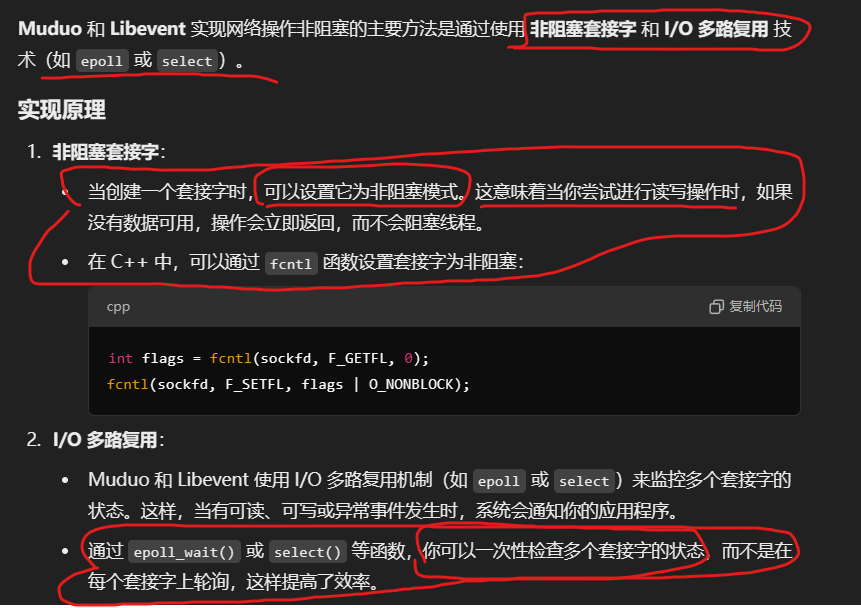 Muduo 和 Libevent 实现网络操作非阻塞的主要方法是通过使用 非阻塞套接字 和 I/O 多路复用 技
术（如 epoll 或 select）。
实现原理
1. 非阻塞套接字：
• 当创建一个套接字时，可以设置它为非阻塞模式。这意味着当你尝试进行读写操作时，如果
没有数据可用，操作会立即返回，而不会阻塞线程。
• 在 C++ 中，可以通过 fcntl 函数设置套接字为非阻塞：
cpp 复制代码
int flags = fcntl(sockfd, F_GETFL, 0);
fcntl(sockfd, F_SETFL, flags | O_NONBLOCK);
2. I/O 多路复用：
• Muduo 和 Libevent 使用 I/O 多路复用机制（如 epoll 或 select）来监控多个套接字的
状态。这样，当有可读、可写或异常事件发生时，系统会通知你的应用程序。
• 通过 epoll_wait() 或 select() 等函数，你可以一次性检查多个套接字的状态，而不是在
每个套接字上轮询，这样提高了效率。